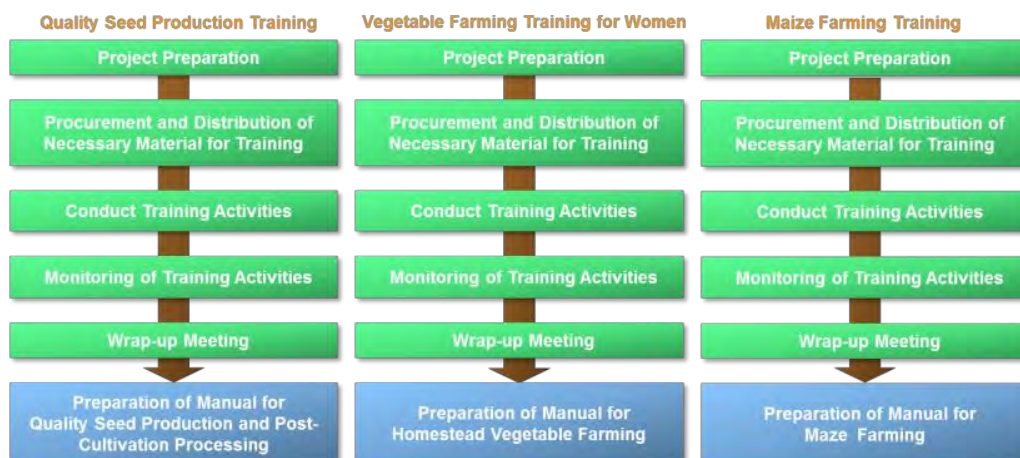 Quality Seed Production Training
Project Preparation
Procurement and Distribution of
Necessary Material for Training
Conduct Training Activities
Monitoring of Training Activities
Wrap-up Meeting
Preparation of Manual for
Quality Seed Production and Post-
Cultivation Processing
Vegetable Farming Training for Women
Project Preparation
Procurement and Distribution of
Necessary Material for Training
Conduct Training Activities
Monitoring of Training Activities
Wrap-up Meeting
Preparation of Manual for
Homestead Vegetable Farming
Maize Farming Training
Project Preparation
Procurement and Distribution of
Necessary Material for Training
Conduct Training Activities
Monitoring of Training Activities
Wrap-up Meeting
Preparation of Manual for
Maze Farming